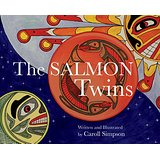 The SALMON
Twins
Written and Illustrated
by Caroll Simpson